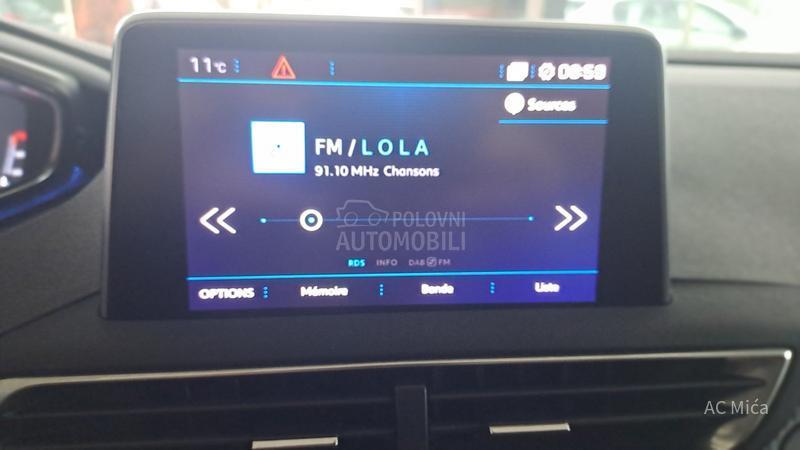 11°C
Sources
FM / LOLA
91.10 MHz Chansons
POLOVNI
AUTOMOBILI
RDS INFO DAB FM
OPTIONS Mémoire Bande Liste
AC Mića